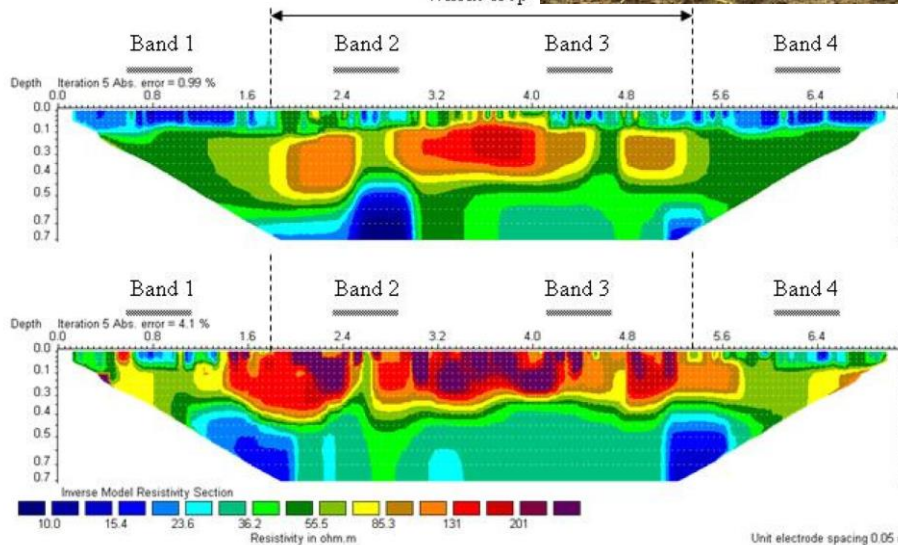 Band 1 Band 2 Band 3 Band 4
Depth Iteration 5 Abs. error = 0.99 %
0.0 0.8 1.6 2.4 3.2 4.0 4.8 5.6 6.4
0.0
0.1
0.3
0.4
0.5
0.7
0.7
Band 1 Band 2 Band 3 Band 4
Depth Iteration 5 Abs. error = 4.1 %
0.0 0.8 1.6 2.4 3.2 4.0 4.8 5.6 6.4
0.0
0.1
0.3
0.4
0.5
0.7
0.7
Inverse Model Resistivity Section
10.0 15.4 23.6 36.2 55.5 85.3 131 201
Resistivity in ohm.m
Unit electrode spacing 0.05